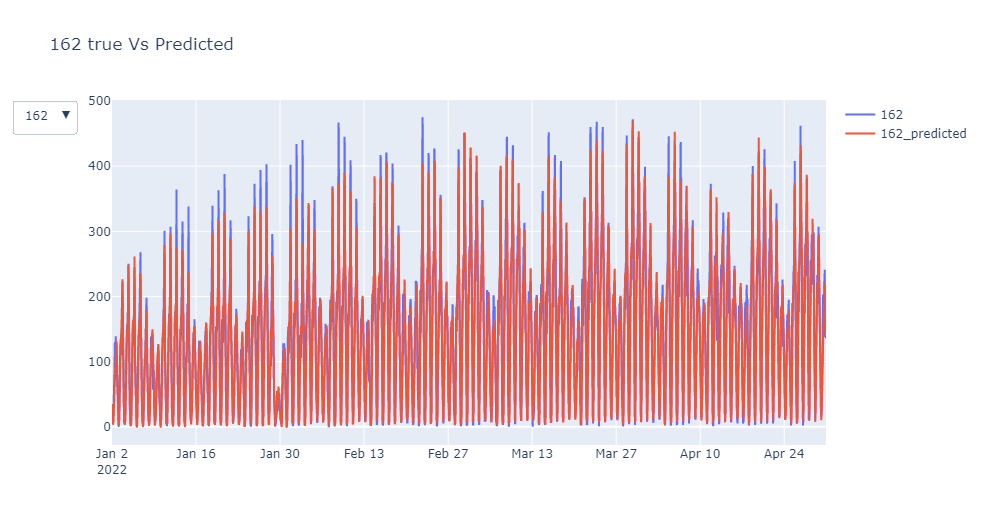 162 true Vs Predicted
162 ▼
500
400
300
200
100
0
Jan 2
2022
Jan 16
Jan 30
Feb 13
Feb 27
Mar 13
Mar 27
Apr 10
Apr 24
162
162_predicted